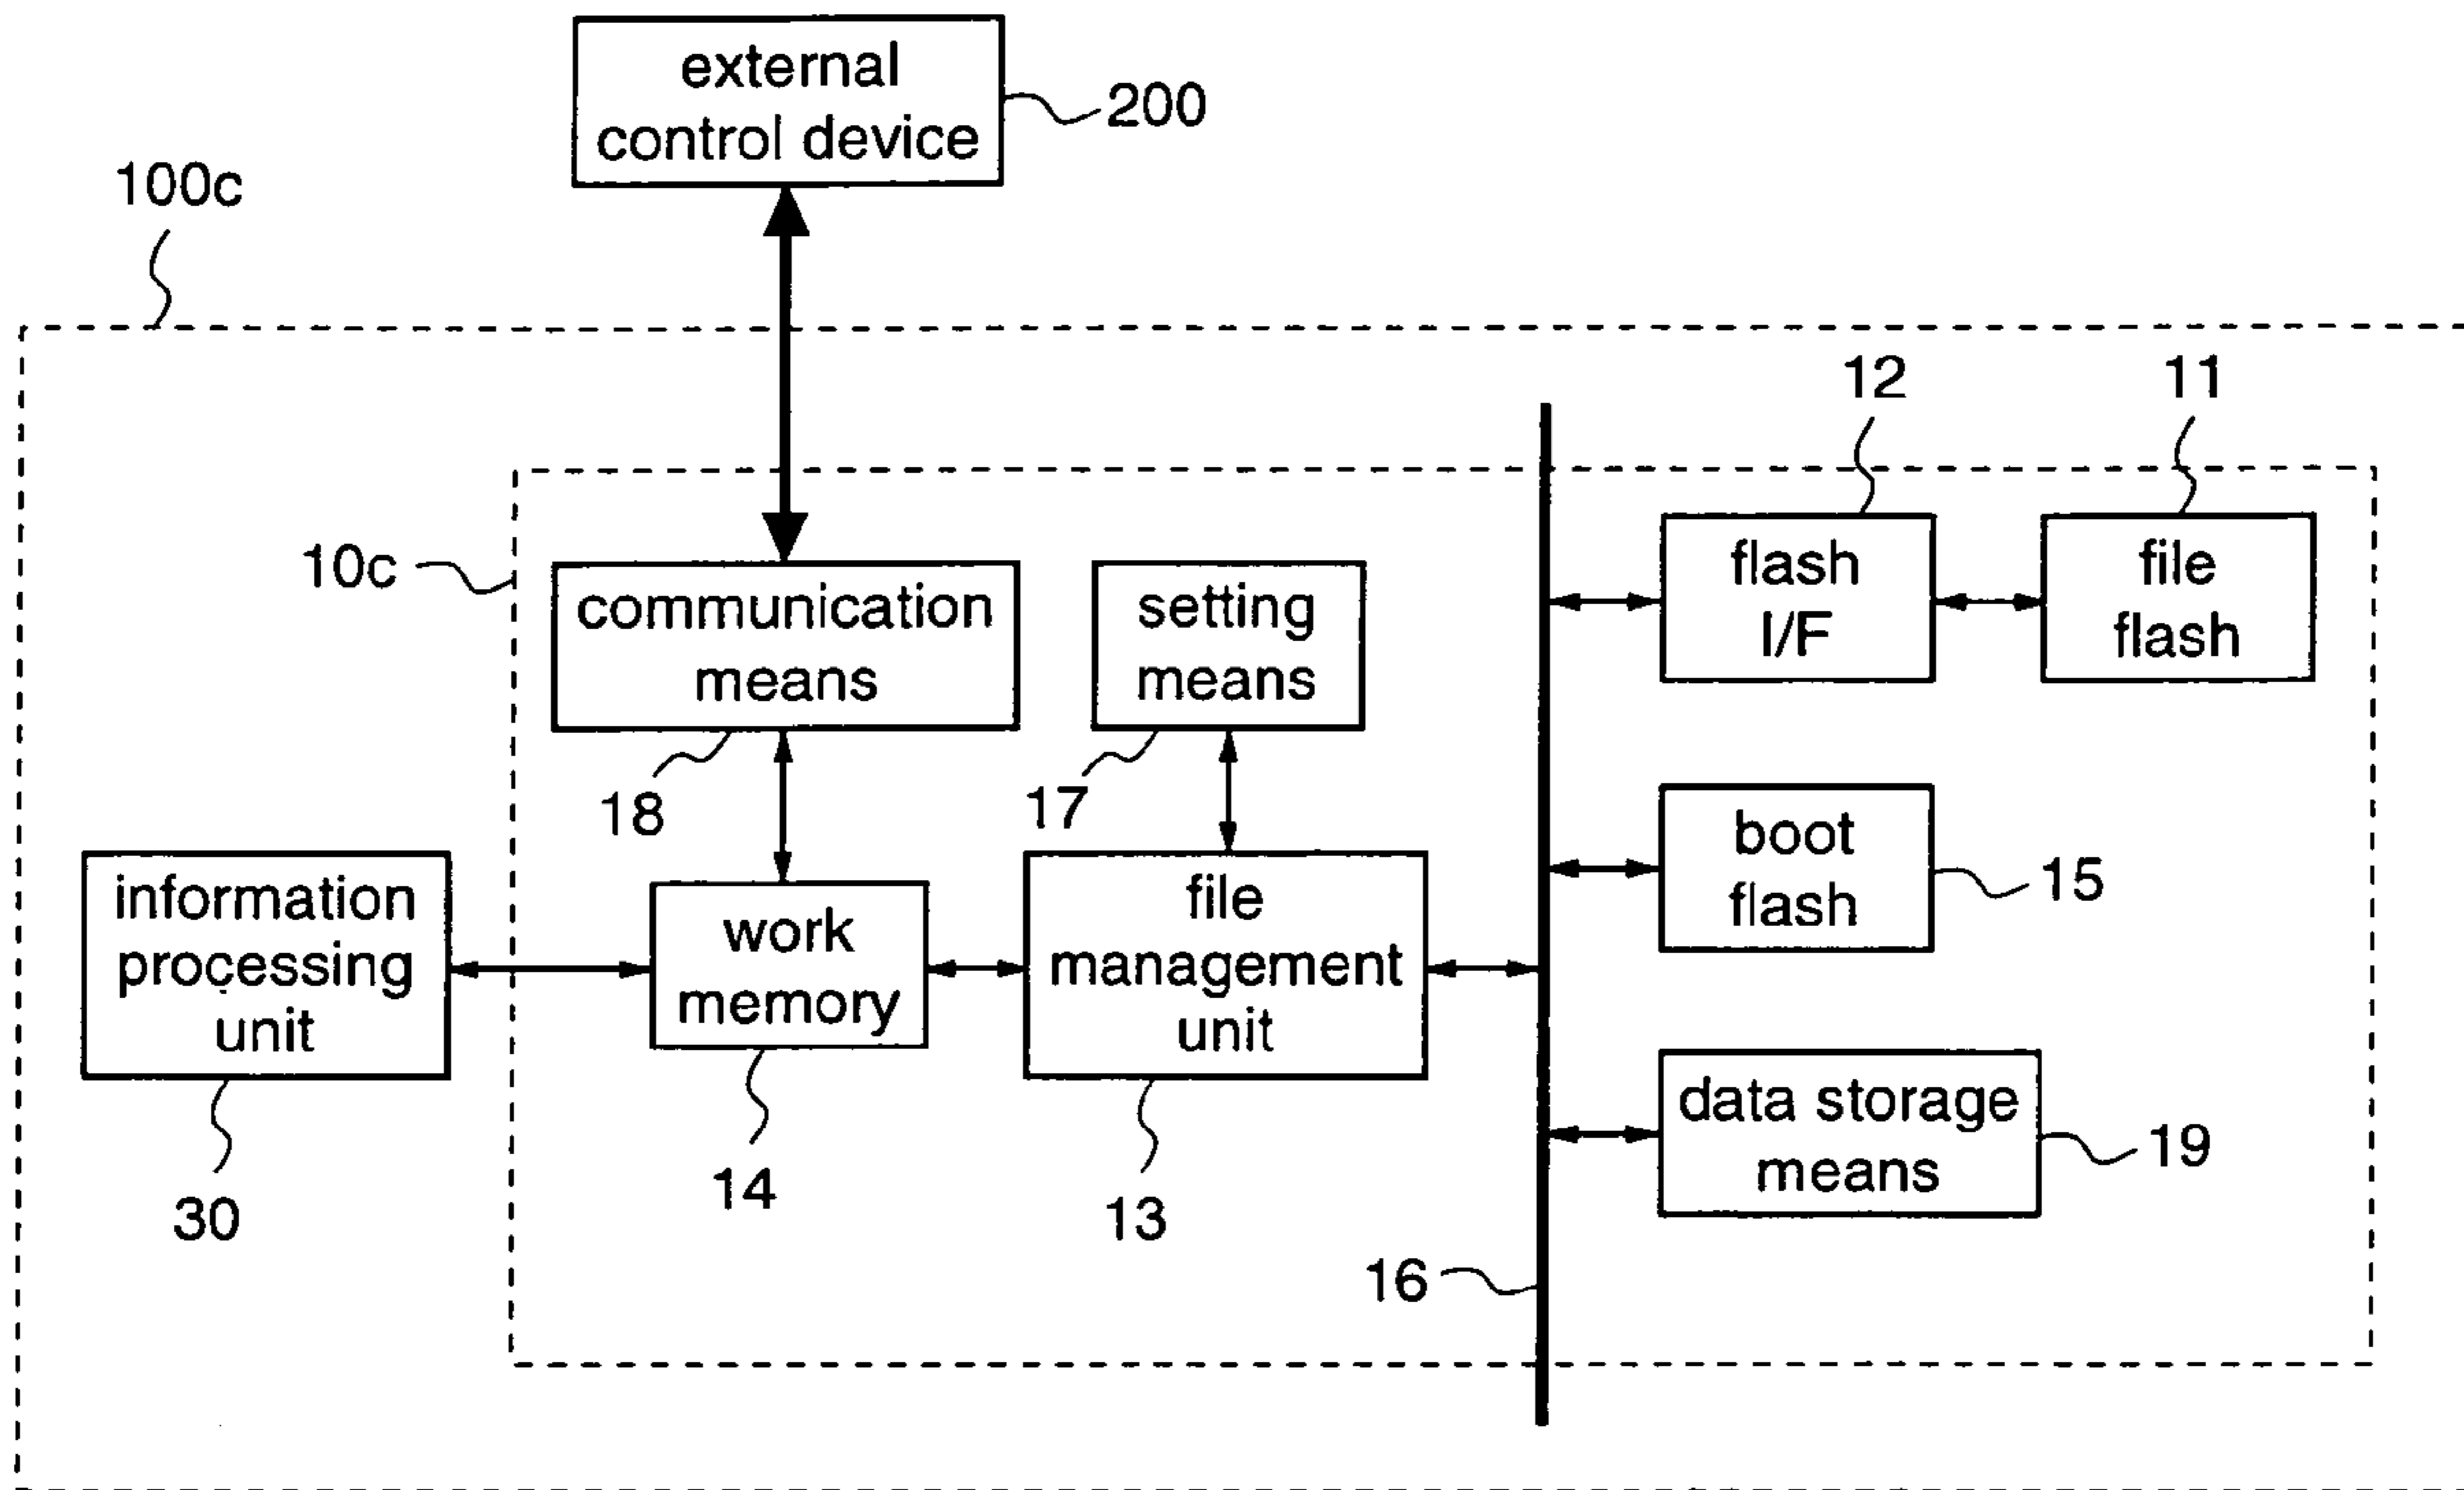 external
control device
200
100c
12
11
10c
communication
means
setting
means
flash
I/F
file
flash
18
17
boot
flash
15
information
processing
unit
work
memory
file
management
unit
data storage
means
19
30
14
13
16